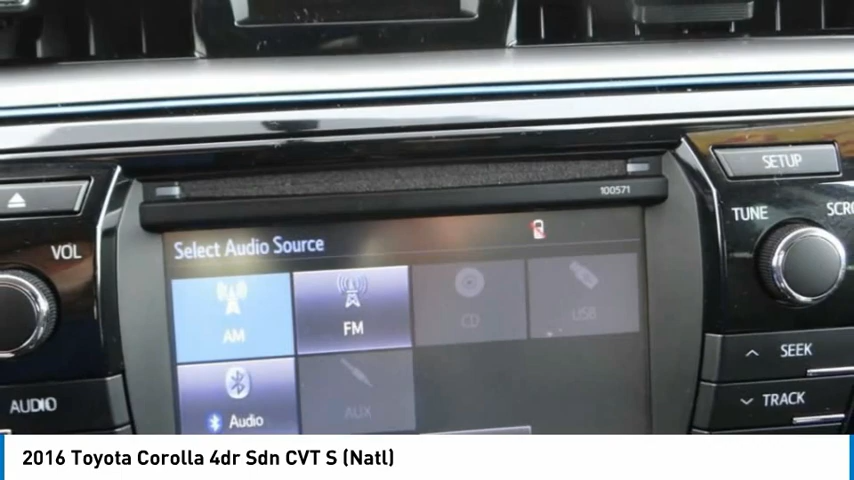 SETUP
100571
TUNE
SCRO
VOL
Select Audio Source
AM
FM
CD
USB
SEEK
TRACK
AUDIO
Audio
AUX
2016 Toyota Corolla 4dr Sdn CVT S (Natl)